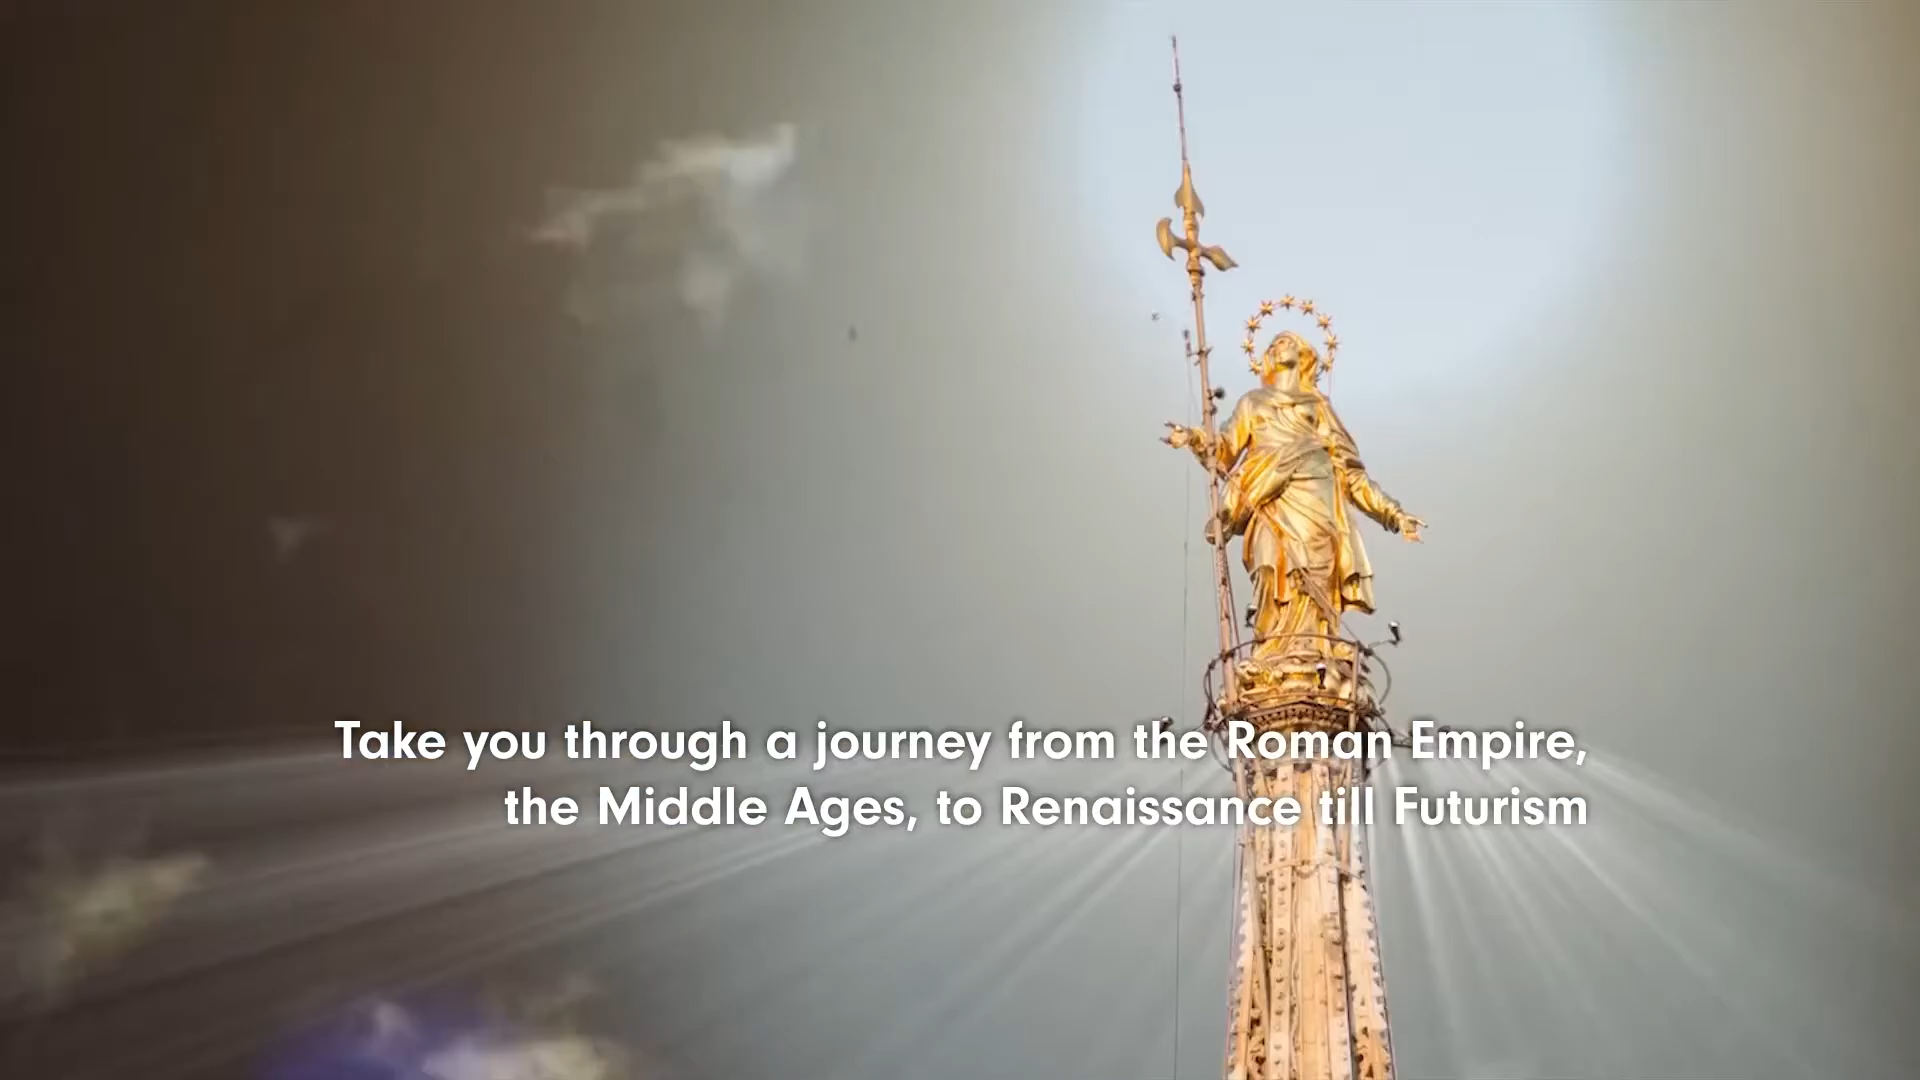 Take you through a journey from the Roman Empire,
the Middle Ages, to Renaissance till Futurism